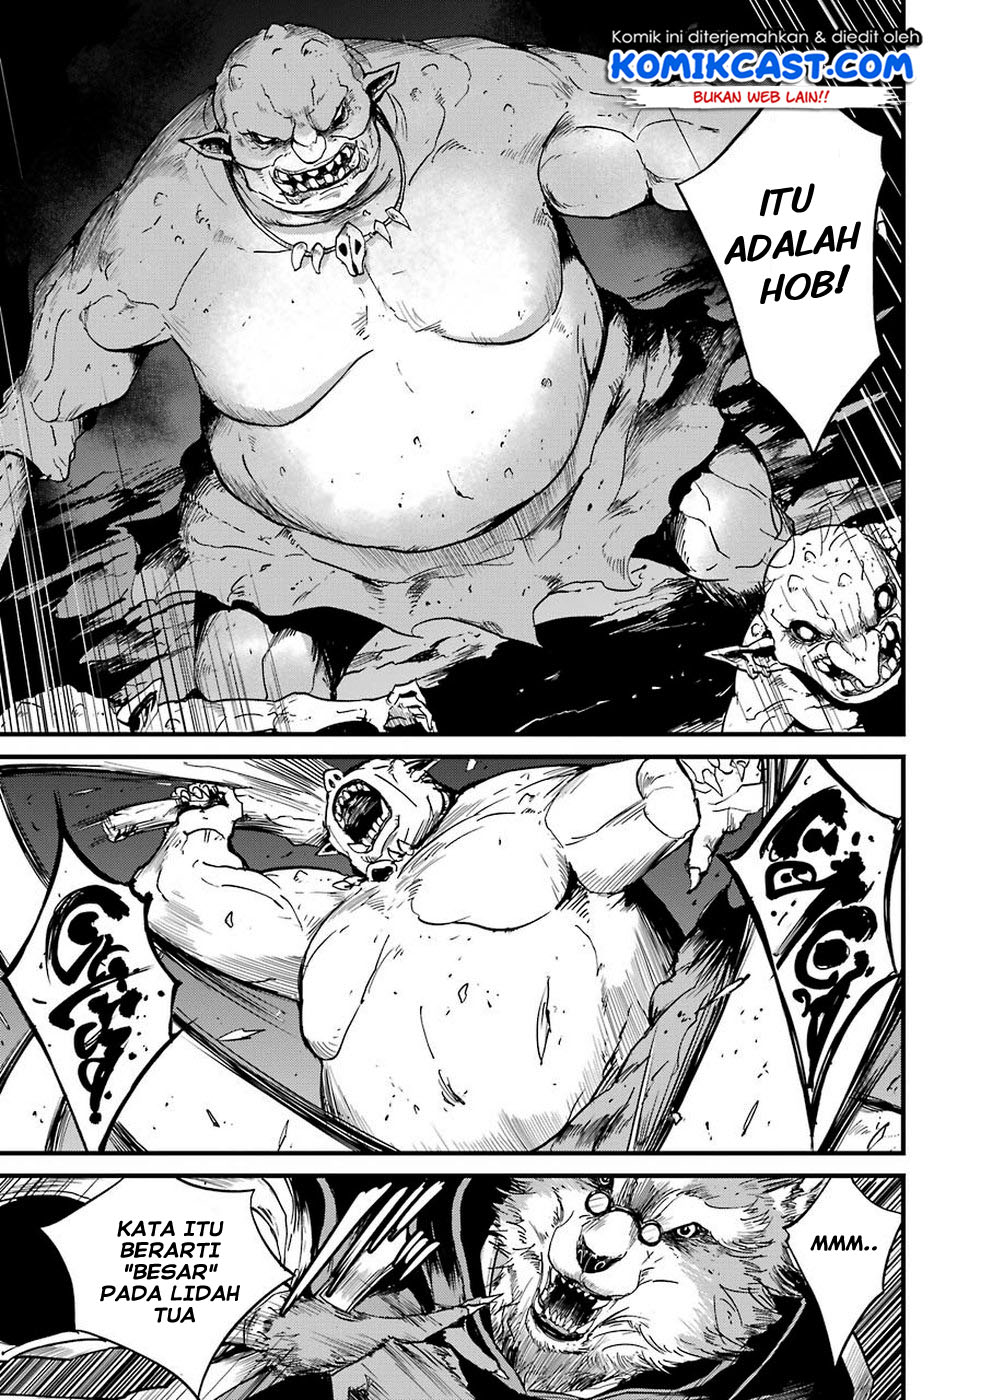 Komik ini diterjemahkan & diedit oleh
KOMIKCAST.COM
BUKAN WEB LAIN!!
ITU
ADALAH
HOB!
MMM..
KATA ITU
BERARTI
"BESAR"
PADA LIDAH
TUA